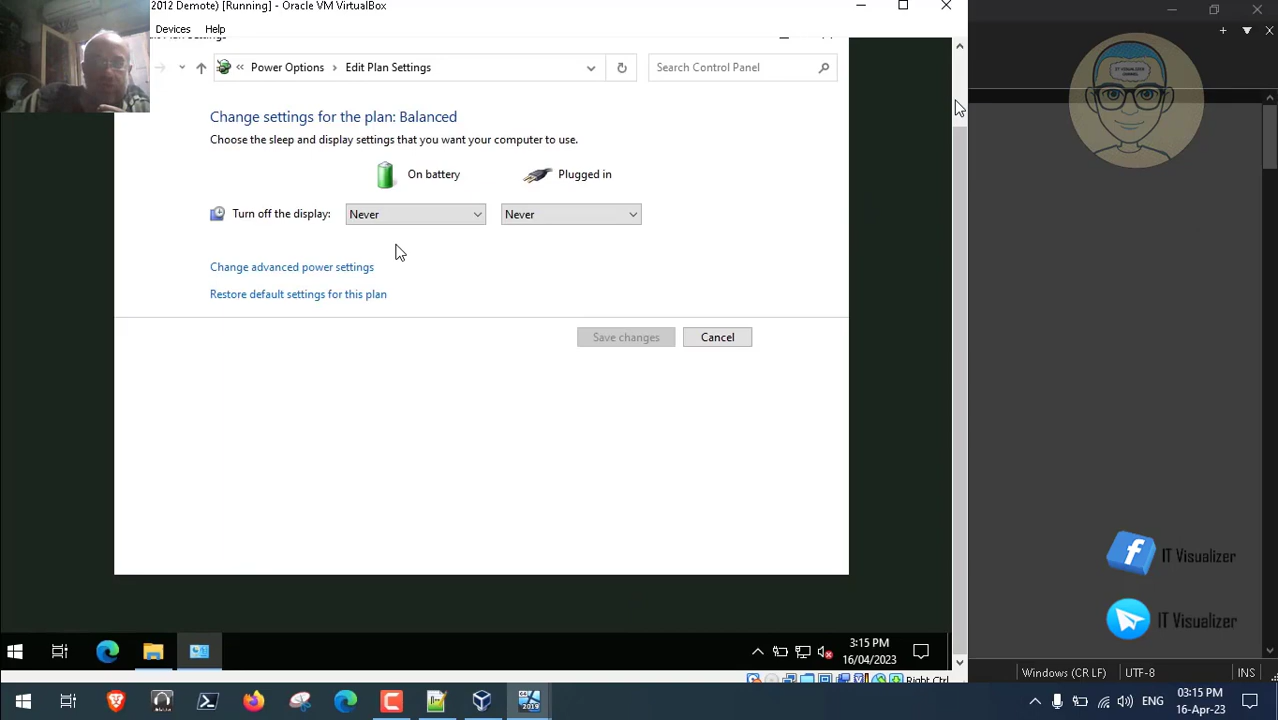 2012 Demote) [Running] - Oracle VM VirtualBox
Devices Help
Power Options Edit Plan Settings
Search Control Panel
Change settings for the plan: Balanced
Choose the sleep and display settings that you want your computer to use.
On battery Plugged in
Turn off the display: Never Never
Change advanced power settings
Restore default settings for this plan
Save changes Cancel
IT VISUALIZER
CHANNEL
IT Visualizer
IT Visualizer
3:15 PM
16/04/2023
Right Ctrl
Windows (CR LF) UTF-8 INS
2019
ENG
03:15 PM
16-Apr-23